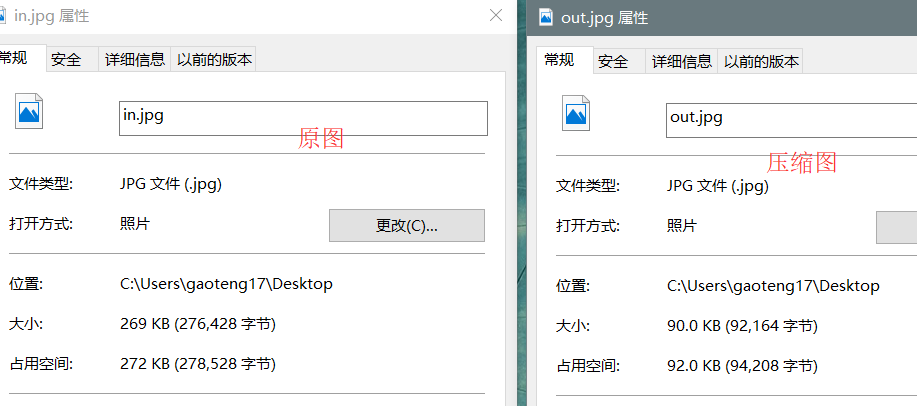 in.jpg 属性
常规 安全 详细信息 以前的版本
in.jpg
原图
文件类型: JPG 文件 (.jpg)
打开方式: 照片 更改(C)...
位置: C:\Users\gaoteng17\Desktop
大小: 269 KB (276,428 字节)
占用空间: 272 KB (278,528 字节)
out.jpg 属性
常规 安全 详细信息 以前的版本
out.jpg
压缩图
文件类型: JPG 文件 (.jpg)
打开方式: 照片
位置: C:\Users\gaoteng17\Desktop
大小: 90.0 KB (92,164 字节)
占用空间: 92.0 KB (94,208 字节)